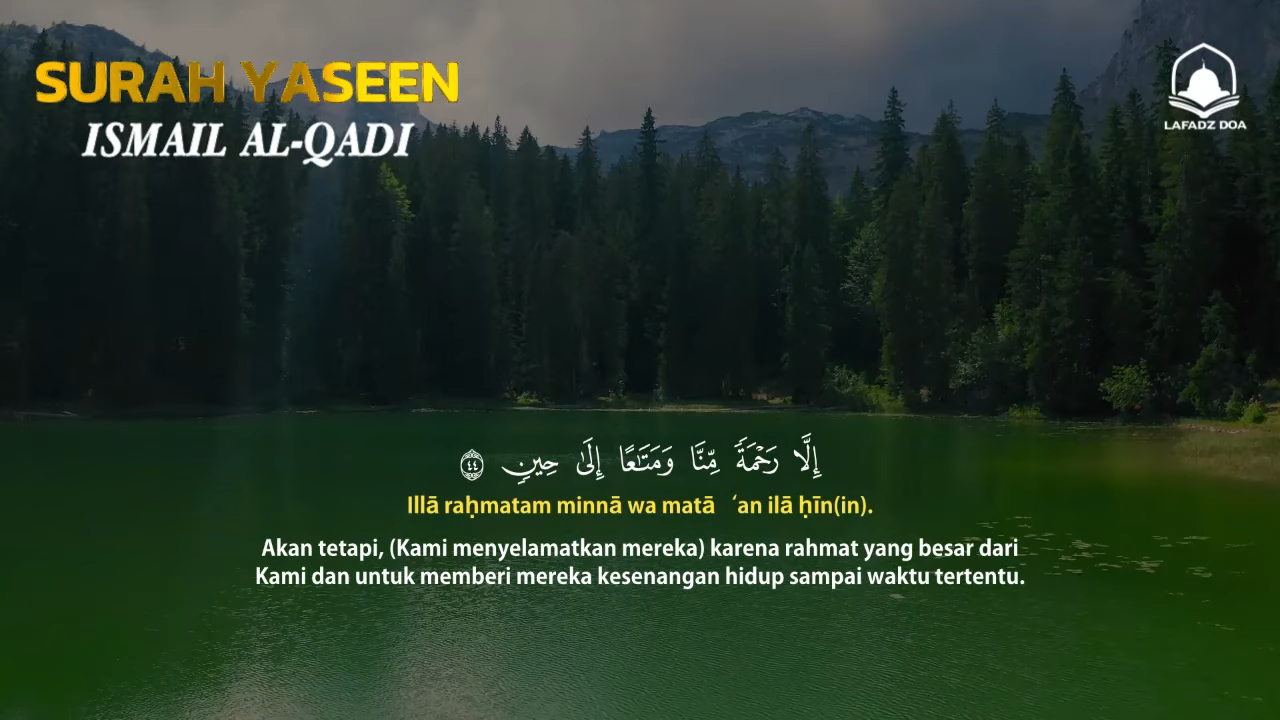 SURAH YASEEN
ISMAIL AL-QADI
LAFADZ DOA
إِلَّا رَحْمَةً مِّنَّا وَمَتَـٰعًا إِلَىٰ حِينٍ ٤٤
Illā raḥmatam minnā wa matā ‘an ilā ḥīn(in).
Akan tetapi, (Kami menyelamatkan mereka) karena rahmat yang besar dari
Kami dan untuk memberi mereka kesenangan hidup sampai waktu tertentu.